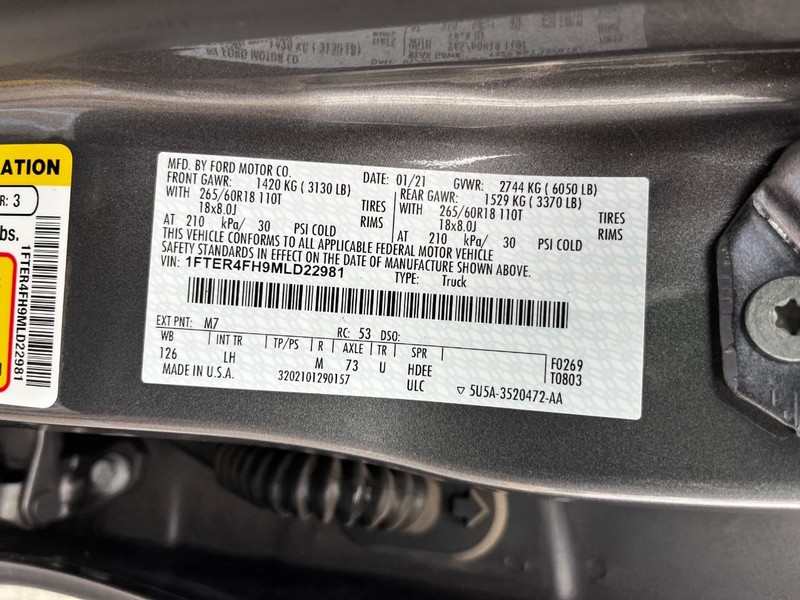 ATION
R: 3
bs.
1FTER4FH9MLD22981
MFD. BY FORD MOTOR CO.
DATE: 01/21 GVWR: 2744 KG ( 6050 LB)
FRONT GAWR: 1420 KG ( 3130 LB)
WITH 265/60R18 110T TIRES
18x8.0J RIMS
AT 210 kPa/ 30 PSI COLD
REAR GAWR: 1529 KG ( 3370 LB)
WITH 265/60R18 110T TIRES
18x8.0J RIMS
AT 210 kPa/ 30 PSI COLD
THIS VEHICLE CONFORMS TO ALL APPLICABLE FEDERAL MOTOR VEHICLE
SAFETY STANDARDS IN EFFECT ON THE DATE OF MANUFACTURE SHOWN ABOVE.
VIN: 1FTER4FH9MLD22981
TYPE: Truck
EXT PNT: M7 RC: 53 DSO:
WB INT TR TP/PS R AXLE TR SPR
126 LH M 73 U HDEE
F0269
MADE IN U.S.A. 3202101290157 ULC
T0803
▽ 5U5A-3520472-AA